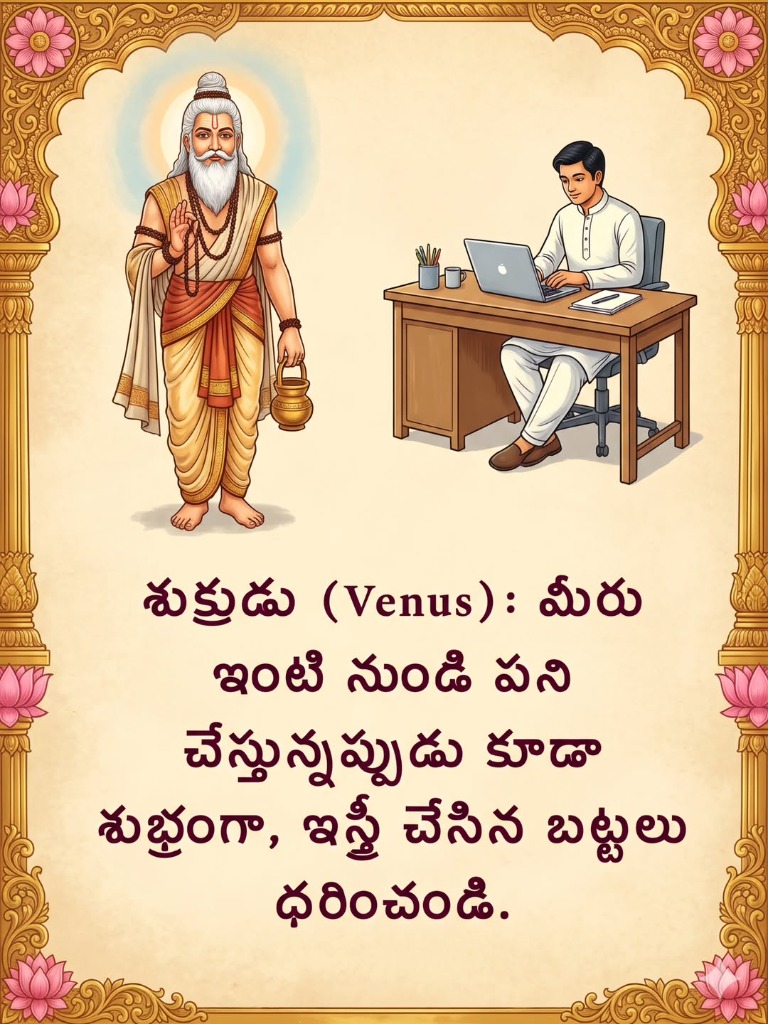 శుక్రుడు (Venus): మీరు
ఇంటి నుండి పని
చేస్తున్నప్పుడు కూడా
శుభ్రంగా, ఇస్త్రీ చేసిన బట్టలు
ధరించండి.